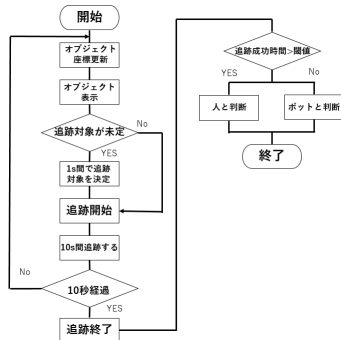 開始
オブジェクト
座標更新
オブジェクト
表示
追跡対象が未定
No
YES
1s間で追跡
対象を決定
追跡開始
10s間追跡する
No
10秒経過
YES
追跡終了
追跡成功時間>閾値
YES
No
人と判断
ボットと判断
終了